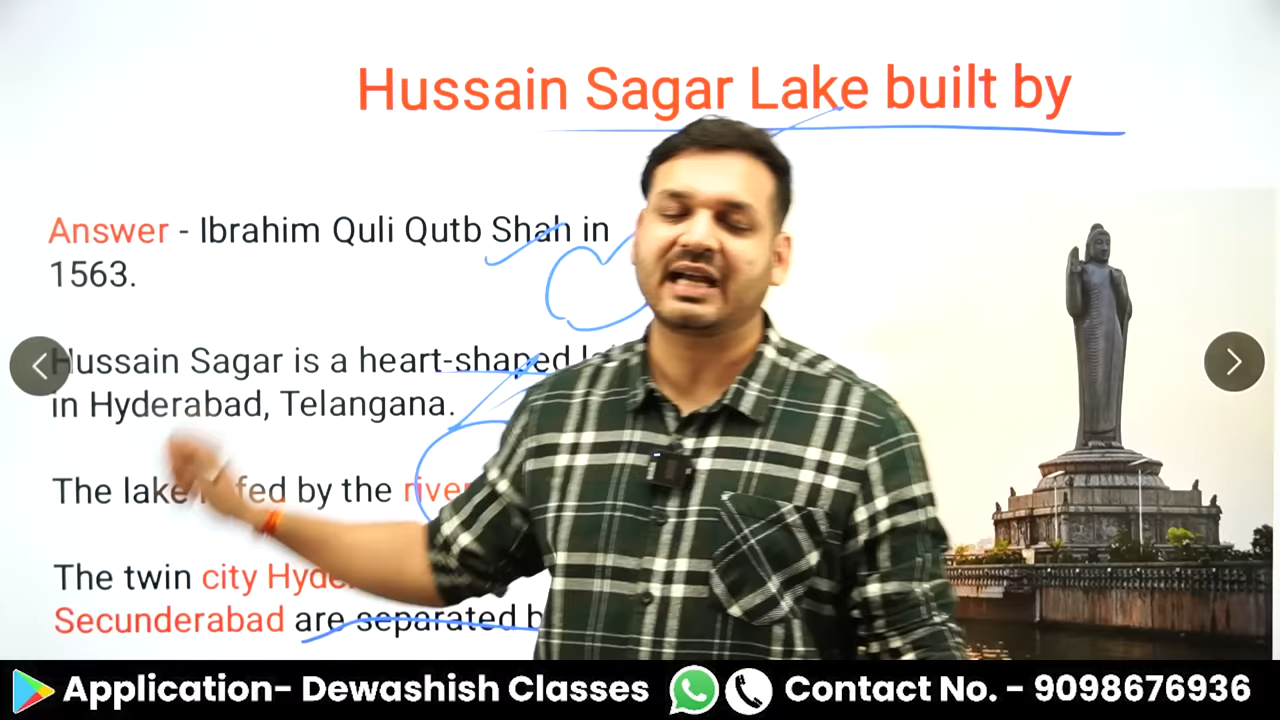 Hussain Sagar Lake built by
Answer - Ibrahim Quli Qutb Shah in
1563.
Hussain Sagar is a heart-shaped
in Hyderabad, Telangana.
The lake fed by the river
The twin city
Secunderabad are separated
Application- Dewashish Classes
Contact No. - 9098676936